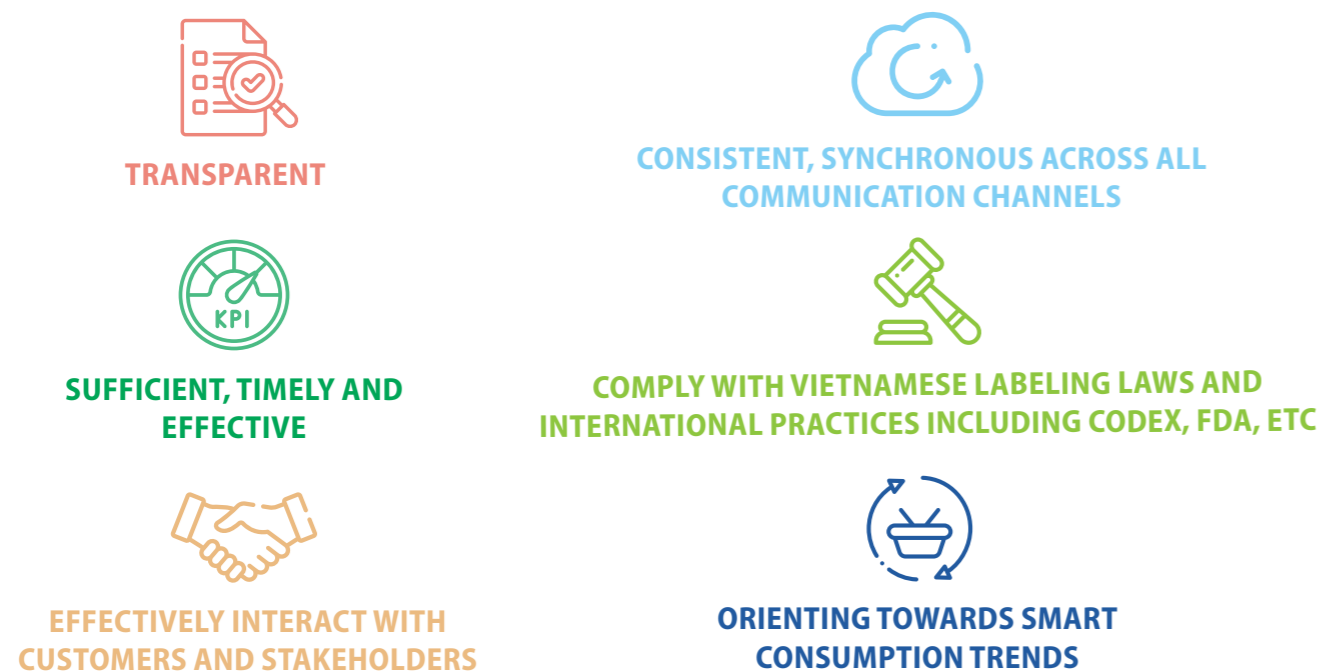 TRANSPARENT
CONSISTENT, SYNCHRONOUS ACROSS ALL
COMMUNICATION CHANNELS
KPI
SUFFICIENT, TIMELY AND
EFFECTIVE
COMPLY WITH VIETNAMESE LABELING LAWS AND
INTERNATIONAL PRACTICES INCLUDING CODEX, FDA, ETC
EFFECTIVELY INTERACT WITH
CUSTOMERS AND STAKEHOLDERS
ORIENTING TOWARDS SMART
CONSUMPTION TRENDS